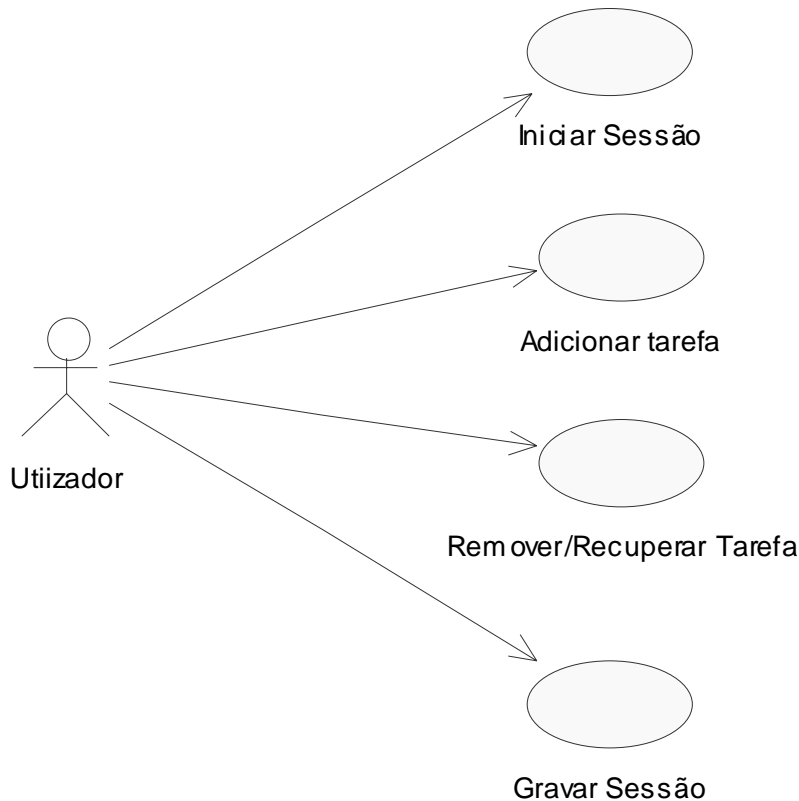 Iniciar Sessão
Adicionar tarefa
Utiizador
Remover/Recuperar Tarefa
Gravar Sessão